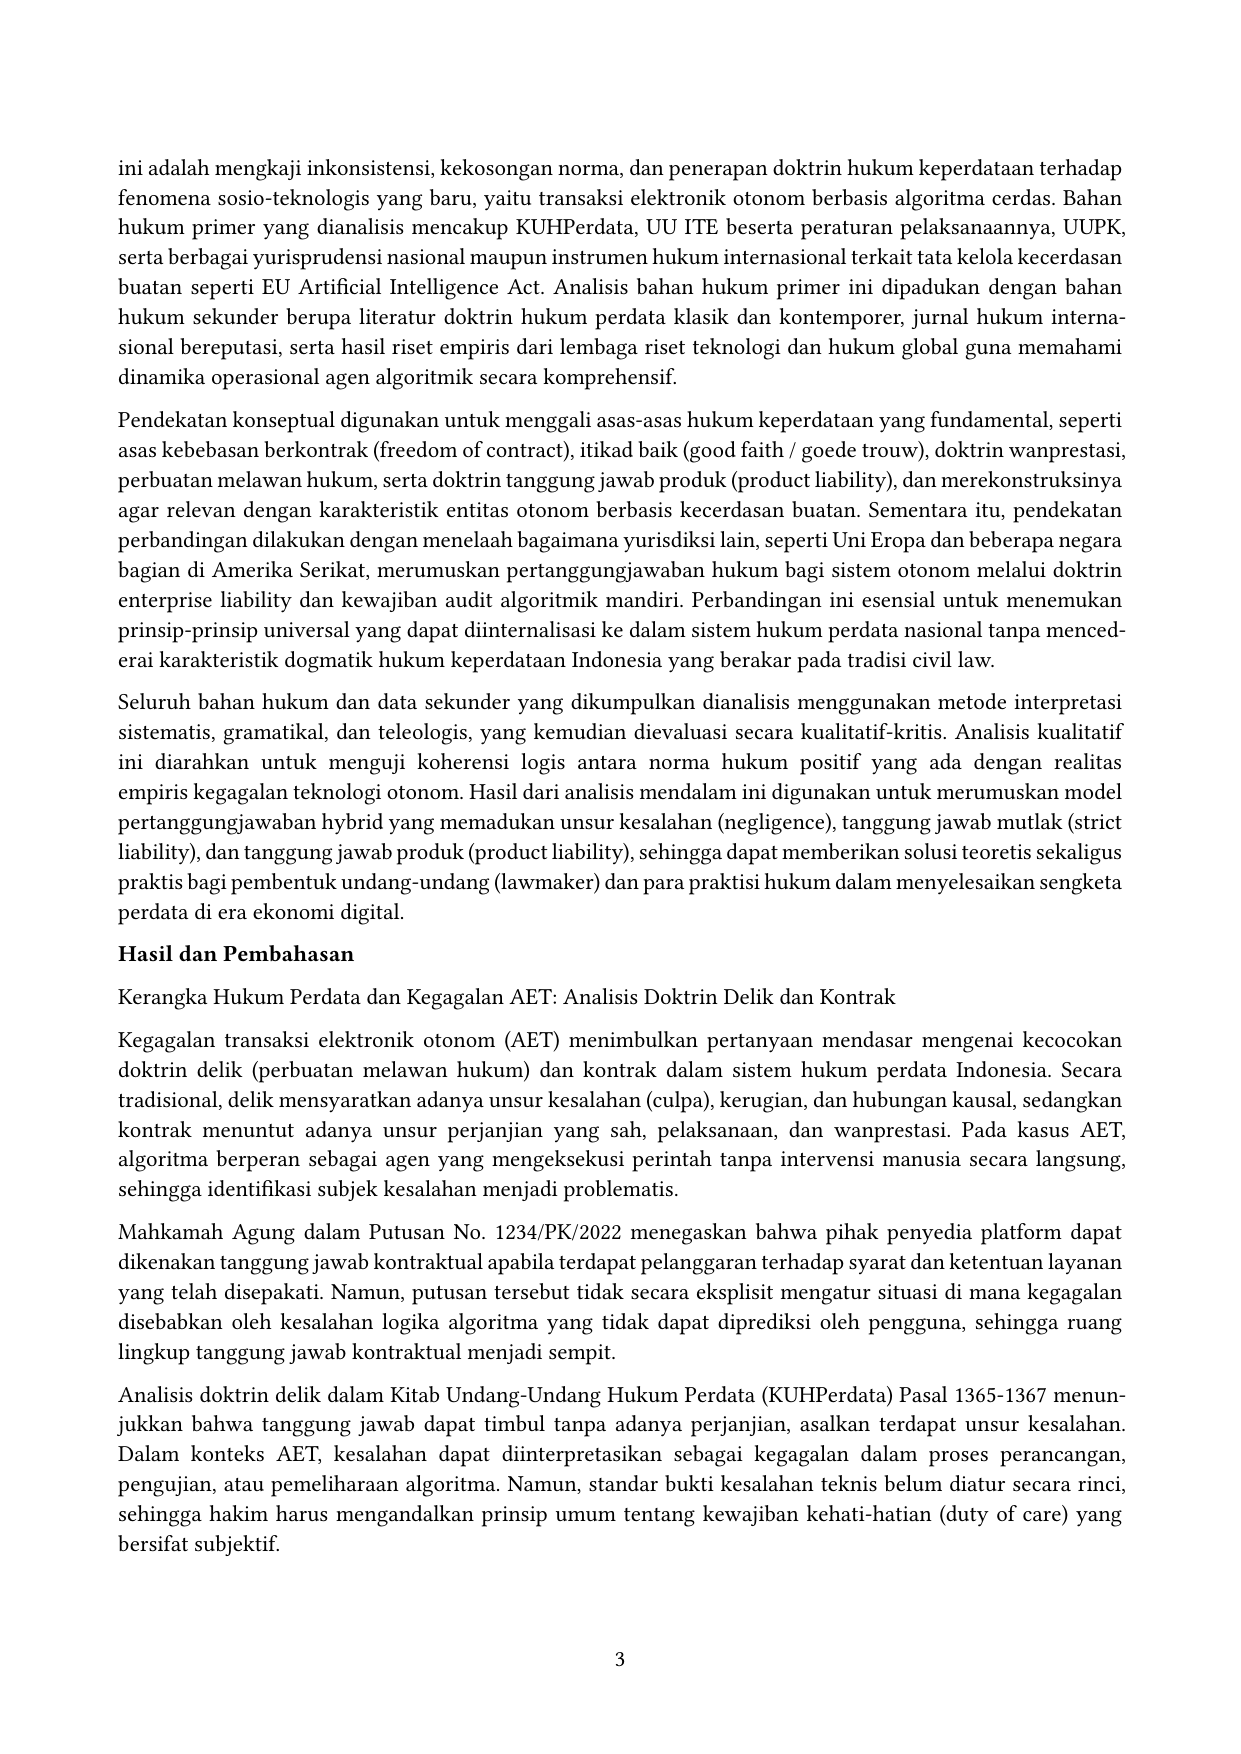 ini adalah mengkaji inkonsistensi, kekosongan norma, dan penerapan doktrin hukum keperdataan terhadap
fenomena sosio-teknologis yang baru, yaitu transaksi elektronik otonom berbasis algoritma cerdas. Bahan
hukum primer yang dianalisis mencakup KUHPerdata, UU ITE beserta peraturan pelaksanaannya, UUPK,
serta berbagai yurisprudensi nasional maupun instrumen hukum internasional terkait tata kelola kecerdasan
buatan seperti EU Artificial Intelligence Act. Analisis bahan hukum primer ini dipadukan dengan bahan
hukum sekunder berupa literatur doktrin hukum perdata klasik dan kontemporer, jurnal hukum interna-
sional bereputasi, serta hasil riset empiris dari lembaga riset teknologi dan hukum global guna memahami
dinamika operasional agen algoritmik secara komprehensif.
Pendekatan konseptual digunakan untuk menggali asas-asas hukum keperdataan yang fundamental, seperti
asas kebebasan berkontrak (freedom of contract), itikad baik (good faith / goede trouw), doktrin wanprestasi,
perbuatan melawan hukum, serta doktrin tanggung jawab produk (product liability), dan merekonstruksinya
agar relevan dengan karakteristik entitas otonom berbasis kecerdasan buatan. Sementara itu, pendekatan
perbandingan dilakukan dengan menelaah bagaimana yurisdiksi lain, seperti Uni Eropa dan beberapa negara
bagian di Amerika Serikat, merumuskan pertanggungjawaban hukum bagi sistem otonom melalui doktrin
enterprise liability dan kewajiban audit algoritmik mandiri. Perbandingan ini esensial untuk menemukan
prinsip-prinsip universal yang dapat diinternalisasi ke dalam sistem hukum perdata nasional tanpa menced-
erai karakteristik dogmatik hukum keperdataan Indonesia yang berakar pada tradisi civil law.
Seluruh bahan hukum dan data sekunder yang dikumpulkan dianalisis menggunakan metode interpretasi
sistematis, gramatikal, dan teleologis, yang kemudian dievaluasi secara kualitatif-kritis. Analisis kualitatif
ini diarahkan untuk menguji koherensi logis antara norma hukum positif yang ada dengan realitas
empiris kegagalan teknologi otonom. Hasil dari analisis mendalam ini digunakan untuk merumuskan model
pertanggungjawaban hybrid yang memadukan unsur kesalahan (negligence), tanggung jawab mutlak (strict
liability), dan tanggung jawab produk (product liability), sehingga dapat memberikan solusi teoretis sekaligus
praktis bagi pembentuk undang-undang (lawmaker) dan para praktisi hukum dalam menyelesaikan sengketa
perdata di era ekonomi digital.
Hasil dan Pembahasan
Kerangka Hukum Perdata dan Kegagalan AET: Analisis Doktrin Delik dan Kontrak
Kegagalan transaksi elektronik otonom (AET) menimbulkan pertanyaan mendasar mengenai kecocokan
doktrin delik (perbuatan melawan hukum) dan kontrak dalam sistem hukum perdata Indonesia. Secara
tradisional, delik mensyaratkan adanya unsur kesalahan (culpa), kerugian, dan hubungan kausal, sedangkan
kontrak menuntut adanya unsur perjanjian yang sah, pelaksanaan, dan wanprestasi. Pada kasus AET,
algoritma berperan sebagai agen yang mengeksekusi perintah tanpa intervensi manusia secara langsung,
sehingga identifikasi subjek kesalahan menjadi problematis.
Mahkamah Agung dalam Putusan No. 1234/PK/2022 menegaskan bahwa pihak penyedia platform dapat
dikenakan tanggung jawab kontraktual apabila terdapat pelanggaran terhadap syarat dan ketentuan layanan
yang telah disepakati. Namun, putusan tersebut tidak secara eksplisit mengatur situasi di mana kegagalan
disebabkan oleh kesalahan logika algoritma yang tidak dapat diprediksi oleh pengguna, sehingga ruang
lingkup tanggung jawab kontraktual menjadi sempit.
Analisis doktrin delik dalam Kitab Undang-Undang Hukum Perdata (KUHPerdata) Pasal 1365-1367 menun-
jukkan bahwa tanggung jawab dapat timbul tanpa adanya perjanjian, asalkan terdapat unsur kesalahan.
Dalam konteks AET, kesalahan dapat diinterpretasikan sebagai kegagalan dalam proses perancangan,
pengujian, atau pemeliharaan algoritma. Namun, standar bukti kesalahan teknis belum diatur secara rinci,
sehingga hakim harus mengandalkan prinsip umum tentang kewajiban kehati-hatian (duty of care) yang
bersifat subjektif.
3